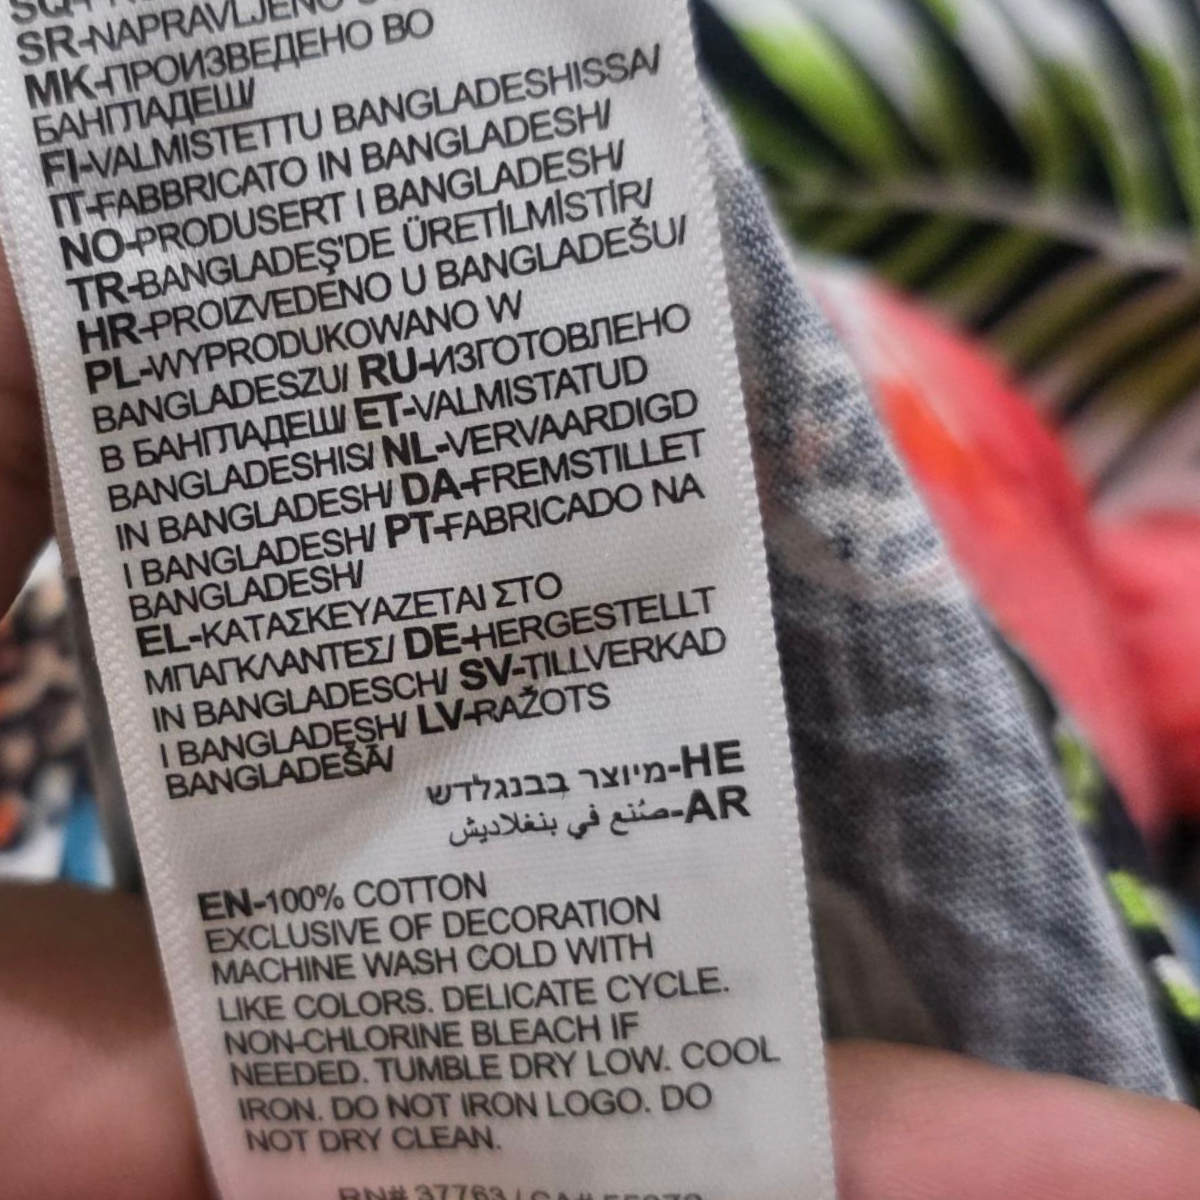 SR-NAPRAVLJENO
MK-ПРОИЗВЕДЕНО ВО
БАНГЛАДЕШ/
FI-VALMISTETTU BANGLADESHISSA/
IT-FABBRICATO IN BANGLADESH/
NO-PRODUSERT I BANGLADESH/
TR-BANGLADEŞ'DE ÜRETİLMİSTİR/
HR-PROIZVEDENO U BANGLADEŠU/
PL-WYPRODUKOWANO W
BANGLADESZU/ RU-ИЗГОТОВЛЕНО
В БАНГЛАДЕШ/ ET-VALMISTATUD
BANGLADESHIS/ NL-VERVAARDIGD
IN BANGLADESH/ DA-FREMSTILLET
I BANGLADESH/ PT-FABRICADO NA
BANGLADESH/
EL-ΚΑΤΑΣΚΕΥΑΖΕΤΑΙ ΣΤΟ
ΜΠΑΓΚΛΑΝΤΕΣ/ DE-HERGESTELLT
IN BANGLADESCH/ SV-TILLVERKAD
I BANGLADESH/ LV-RAŽOTS
BANGLADEŠĀ/
HE-מיוצר בבנגלדש
AR-صُنع في بنغلاديش
EN-100% COTTON
EXCLUSIVE OF DECORATION
MACHINE WASH COLD WITH
LIKE COLORS. DELICATE CYCLE.
NON-CHLORINE BLEACH IF
NEEDED. TUMBLE DRY LOW. COOL
IRON. DO NOT IRON LOGO. DO
NOT DRY CLEAN.
RN# 37763 /